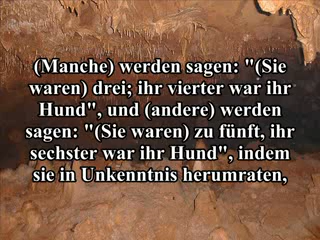 (Manche) werden sagen: "(Sie
waren) drei; ihr vierter war ihr
Hund", und (andere) werden
sagen: "(Sie waren) zu fünft, ihr
sechster war ihr Hund", indem
sie in Unkenntnis herumraten,